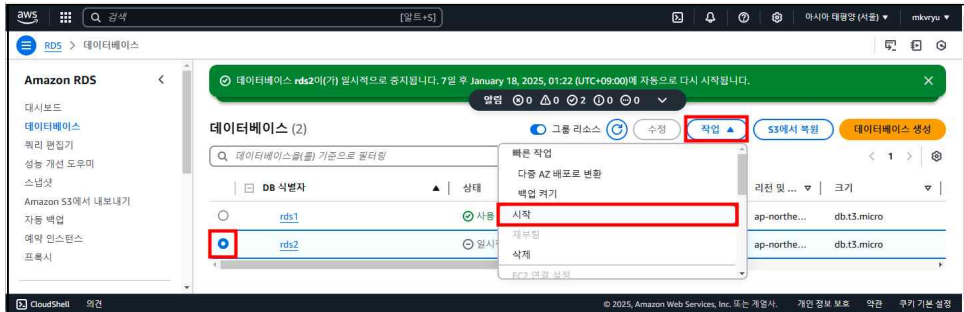 aws 검색 [알트+S] 아시아 태평양 (서울) ▼ mkvryu ▼
RDS > 데이터베이스
Amazon RDS
대시보드
데이터베이스
쿼리 편집기
성능 개선 도우미
스냅샷
Amazon S3에서 내보내기
자동 백업
예약 인스턴스
프록시
데이터베이스 rds2이(가) 일시적으로 중지됩니다. 7일 후 January 18, 2025, 01:22 (UTC+09:00)에 자동으로 다시 시작됩니다.
알림 0 0 2 0 0
데이터베이스 (2) 그룹 리소스 수정 작업 ▲ S3에서 복원 데이터베이스 생성
데이터베이스을(를) 기준으로 필터링 < 1 >
DB 식별자 ▲ 상태 리전 및 ... ▽ 크기 ▽
rds1 사용 ap-northe... db.t3.micro
rds2 ap-northe... db.t3.micro
빠른 작업
다중 AZ 배포로 변환
백업 켜기
시작
재부팅
삭제
EC2 연결 설정
CloudShell 의견 © 2025, Amazon Web Services, Inc. 또는 계열사. 개인 정보 보호 약관 쿠키 기본 설정